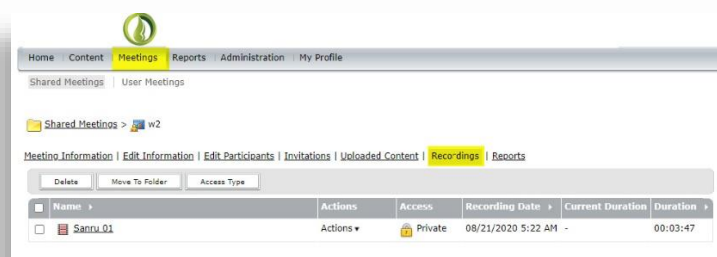 Home Content Meetings Reports Administration My Profile
Shared Meetings | User Meetings
Shared Meetings > w2
Meeting Information | Edit Information | Edit Participants | Invitations | Uploaded Content | Recordings | Reports
Delete Move To Folder Access Type
Name Actions Access Recording Date Current Duration Duration
Sanru 01 Actions Private 08/21/2020 5:22 AM - 00:03:47